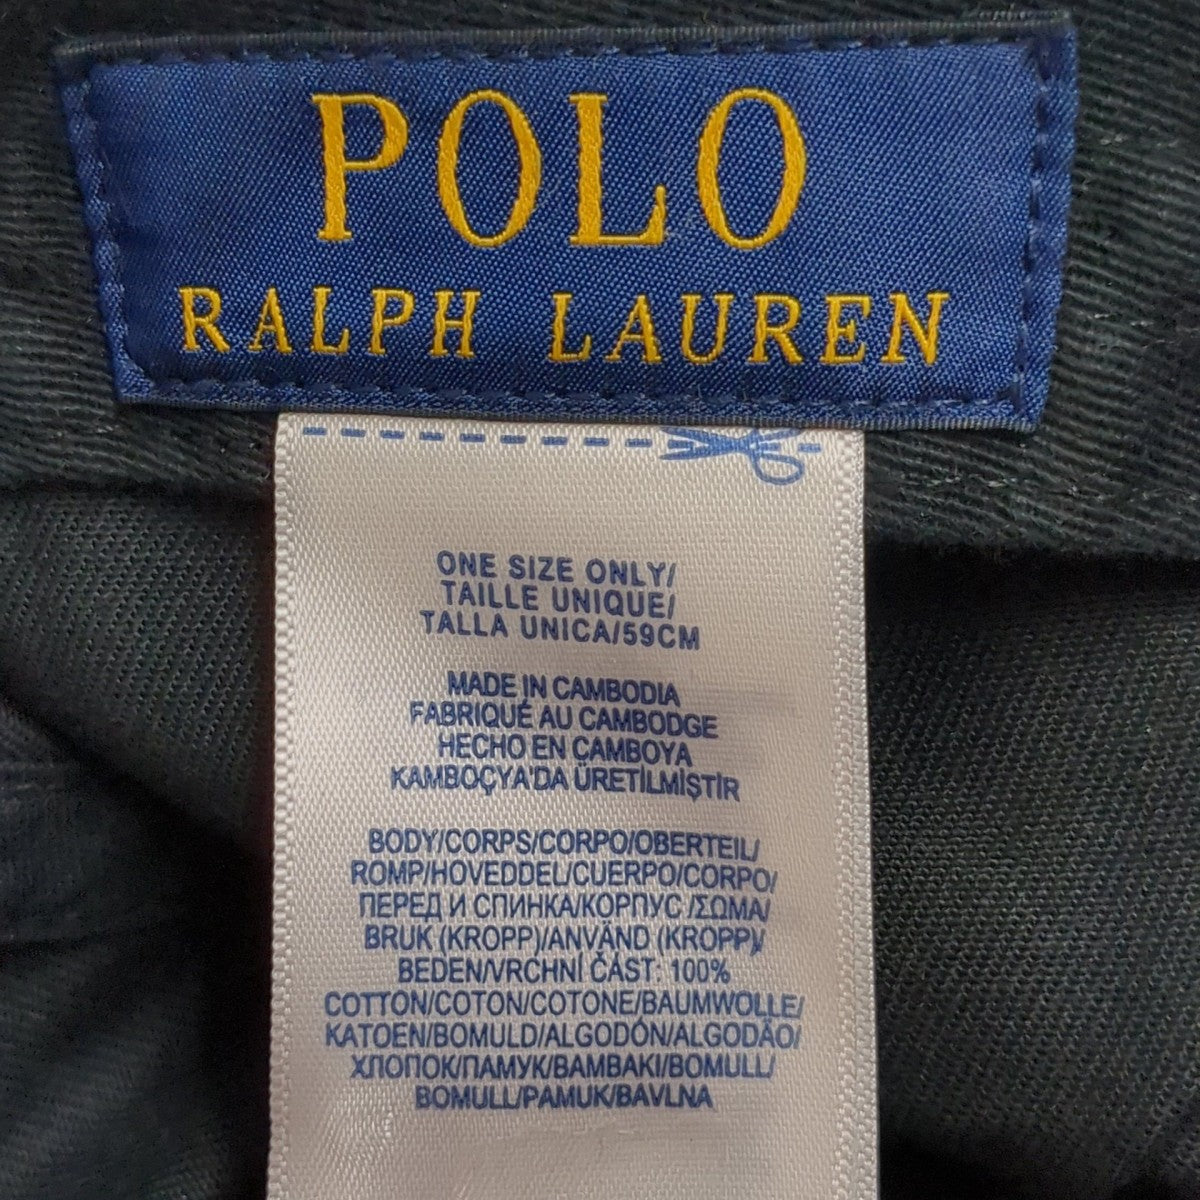 POLO
RALPH LAUREN
ONE SIZE ONLY/
TAILLE UNIQUE/
TALLA UNICA/59CM
MADE IN CAMBODIA
FABRIQUÉ AU CAMBODGE
HECHO EN CAMBOYA
KAMBOÇYA'DA ÜRETİLMİŞTİR
BODY/CORPS/CORPO/OBERTEIL/
ROMP/HOVEDDEL/CUERPO/CORPO/
ПЕРЕД И СПИНКА/КОРПУС /ΣΩΜΑ/
BRUK (KROPP)/ANVÄND (KROPP)/
BEDEN/VRCHNÍ ČÁST: 100%
COTTON/COTON/COTONE/BAUMWOLLE/
KATOEN/BOMULD/ALGODÓN/ALGODÃO/
ХЛОПОК/ПАМУК/ΒΑΜΒΑΚΙ/BOMULL/
BOMULL/PAMUK/BAVLNA